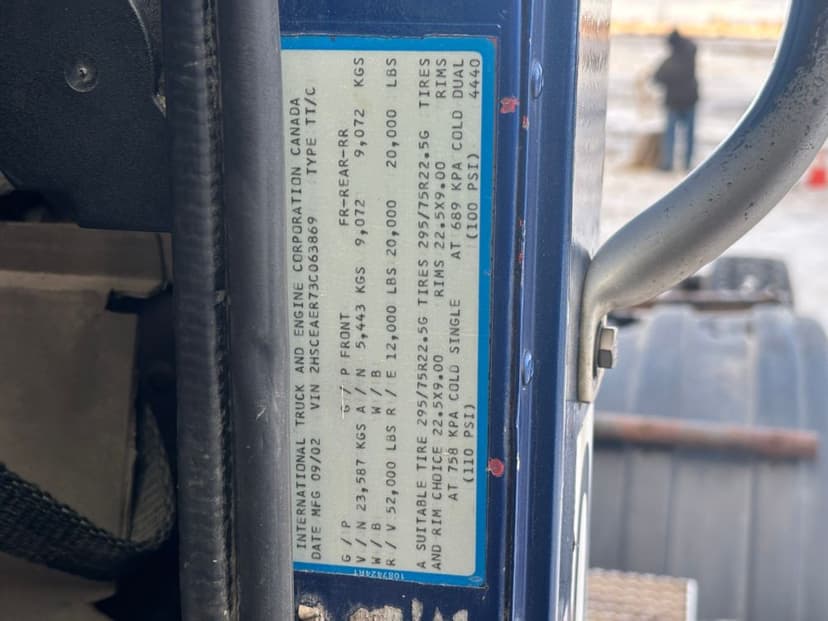 INTERNATIONAL TRUCK AND ENGINE CORPORATION CANADA
DATE MFG 09/02 VIN 2HSCEAER73C063869 TYPE TT/C
G / P G / P FRONT FR-REAR-RR
V / N 23,587 KGS A / N 5,443 KGS 9,072 9,072 KGS
W / B W / B
R / V 52,000 LBS R / E 12,000 LBS 20,000 20,000 LBS
A SUITABLE TIRE 295/75R22.5G TIRES 295/75R22.5G TIRES
AND RIM CHOICE 22.5X9.00 RIMS 22.5X9.00 RIMS
AT 758 KPA COLD SINGLE AT 689 KPA COLD DUAL
(110 PSI) (100 PSI) 4440